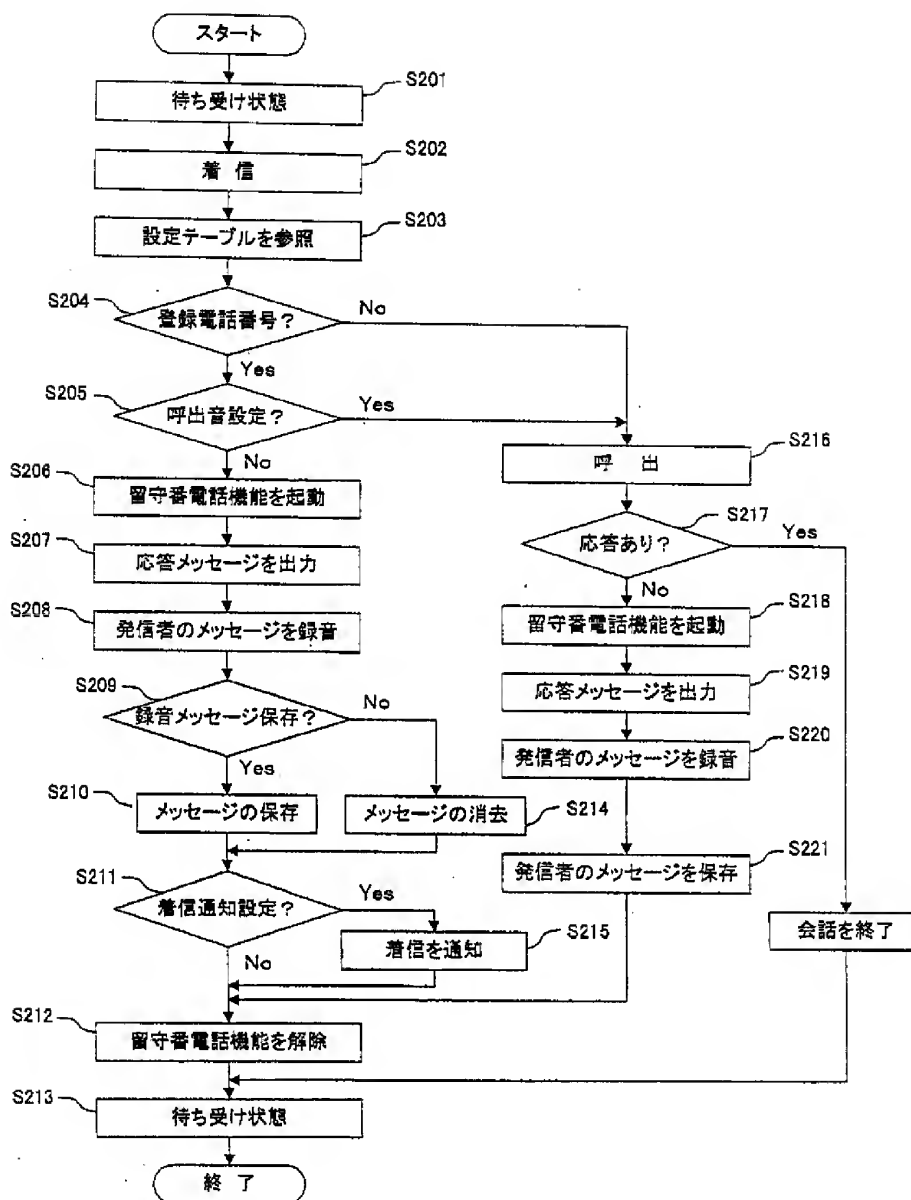 スタート
S201
待ち受け状態
S202
着信
S203
設定テーブルを参照
S204
登録電話番号?
No
Yes
S205
呼出音設定?
Yes
No
S206
留守番電話機能を起動
S207
応答メッセージを出力
S208
発信者のメッセージを録音
S209
録音メッセージ保存?
No
Yes
S210
メッセージの保存
メッセージの消去
S214
S211
着信通知設定?
Yes
No
着信を通知
S215
S212
留守番電話機能を解除
S213
待ち受け状態
終了
S216
呼出
S217
応答あり?
Yes
No
S218
留守番電話機能を起動
S219
応答メッセージを出力
S220
発信者のメッセージを録音
S221
発信者のメッセージを保存
会話を終了